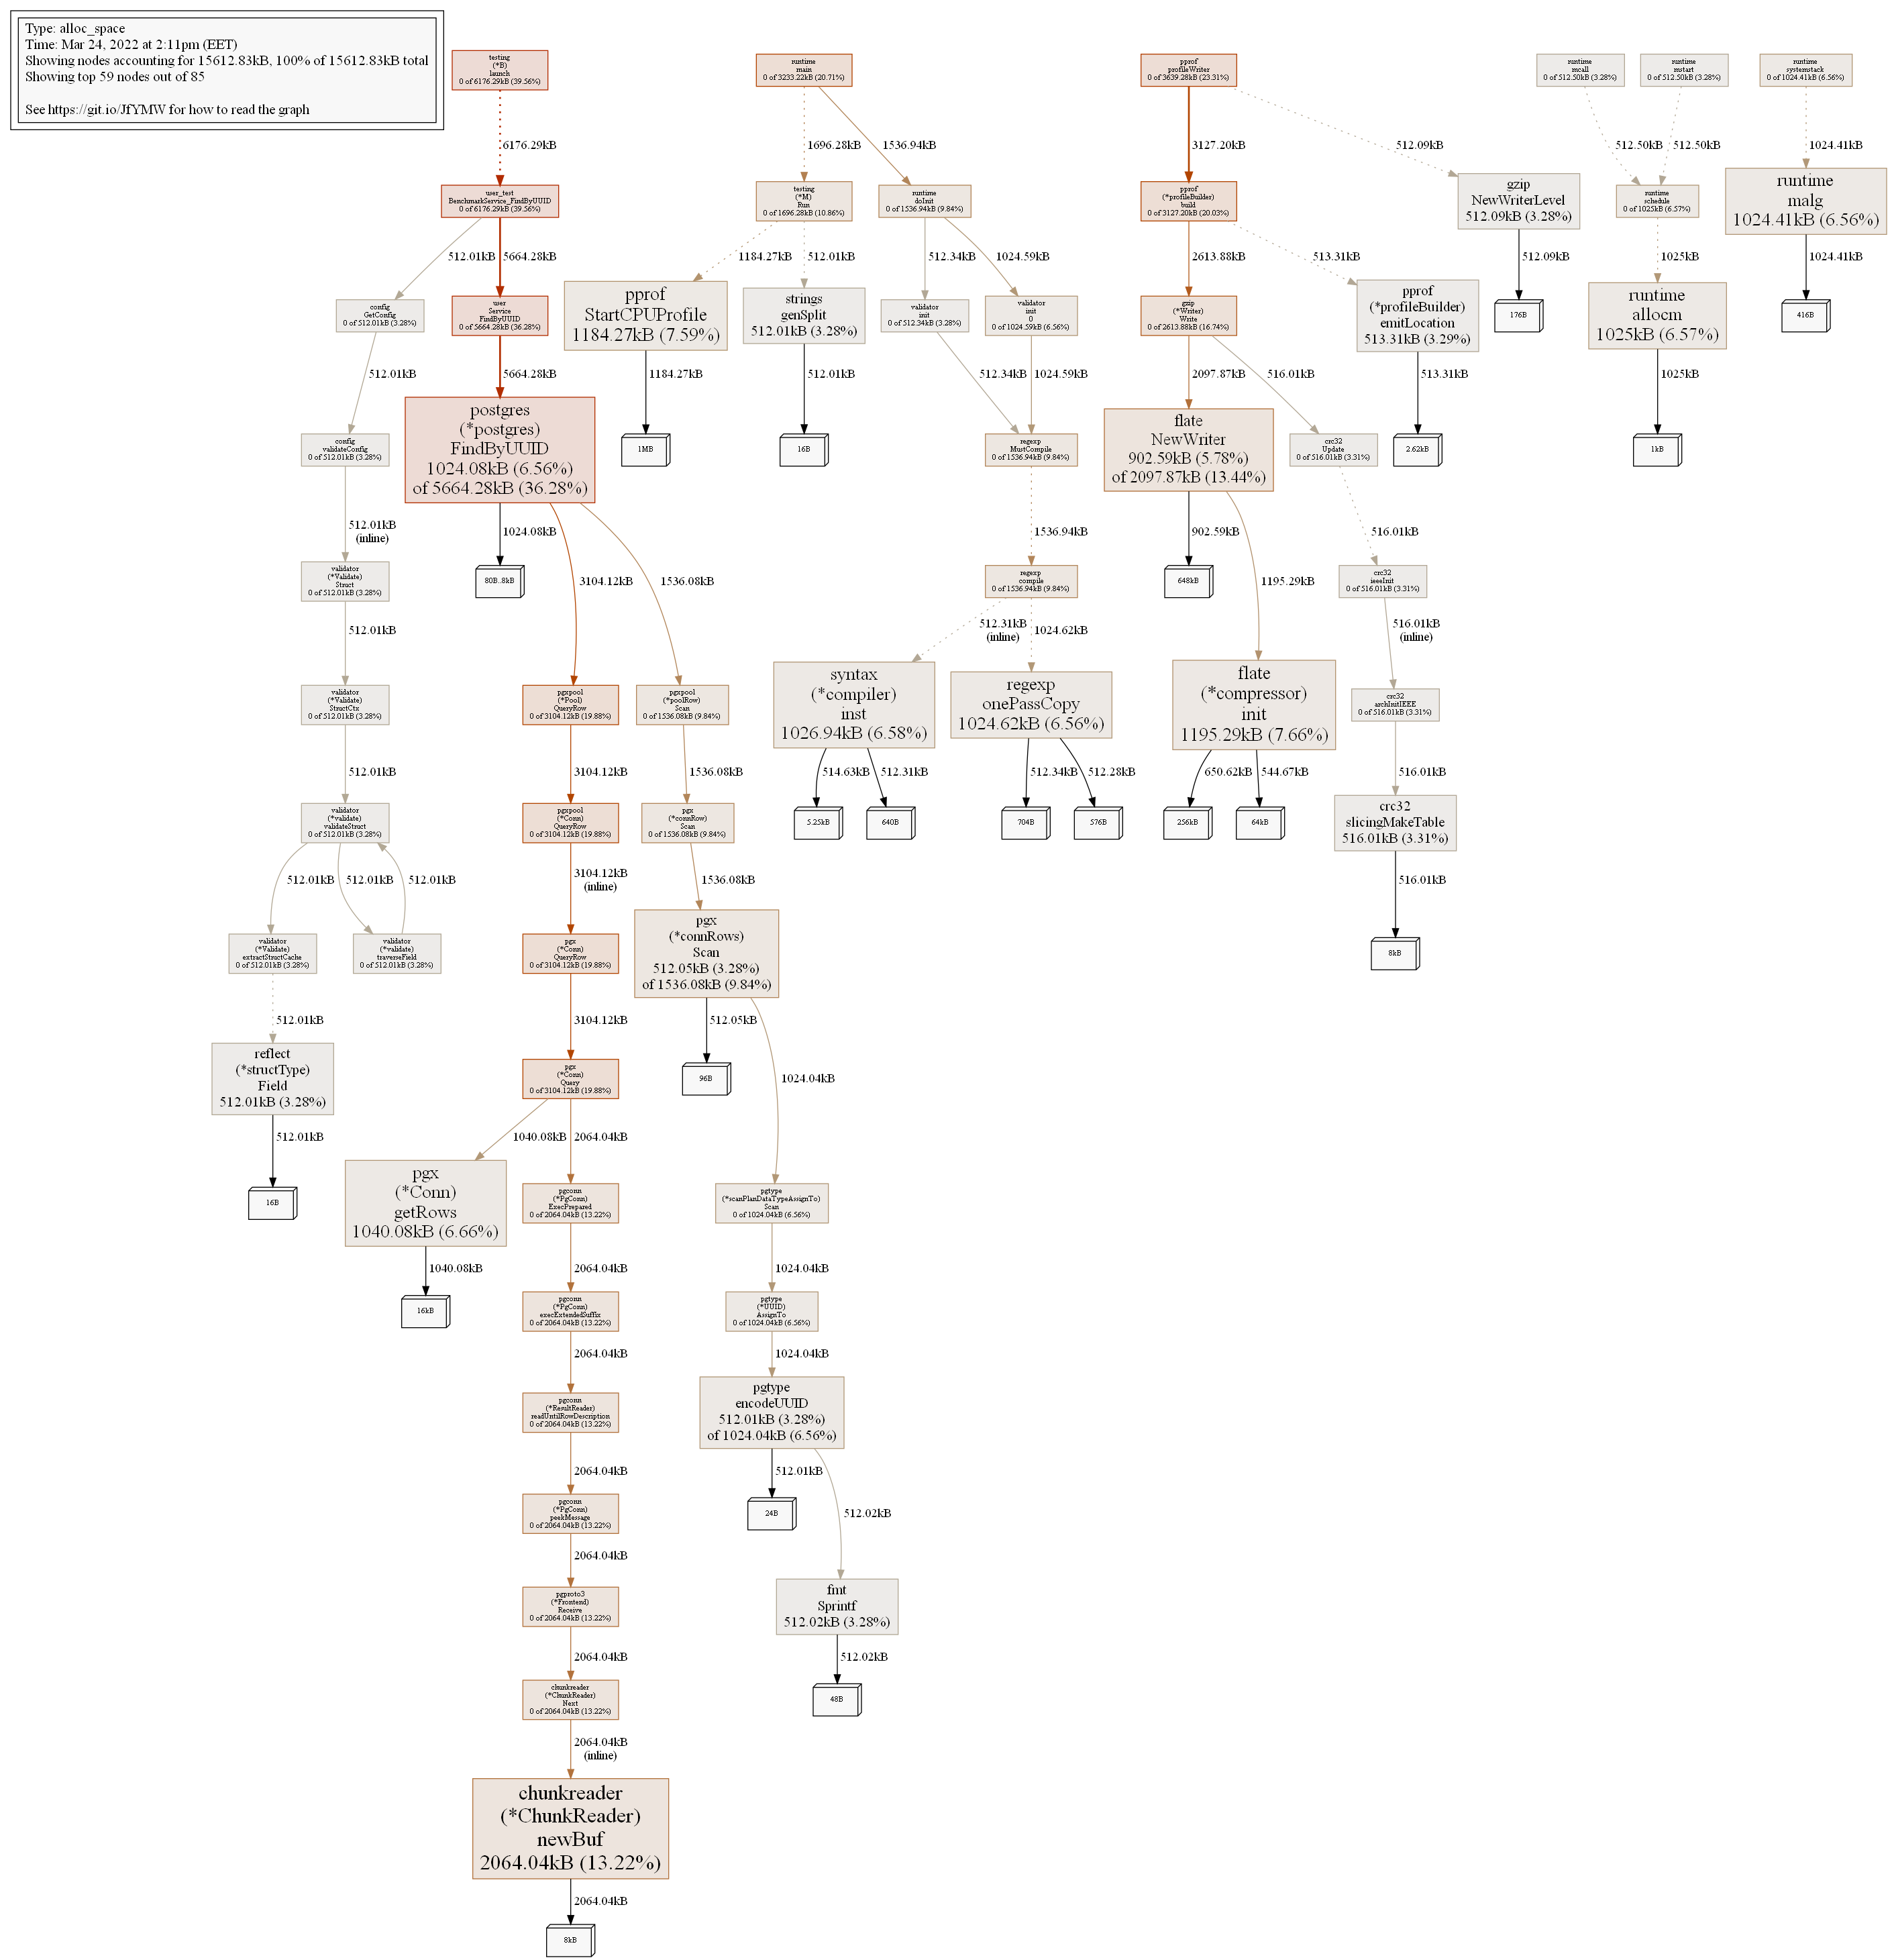 Type: alloc_space
Time: Mar 24, 2022 at 2:11pm (EET)
Showing nodes accounting for 15612.83kB, 100% of 15612.83kB total
Showing top 59 nodes out of 85
See https://git.io/JfYMW for how to read the graph
testing
(*B)
launch
0 of 6176.29kB (39.56%)
runtime
main
0 of 3233.22kB (20.71%)
pprof
profileWriter
0 of 3639.28kB (23.31%)
runtime
mcall
0 of 512.50kB (3.28%)
runtime
mstart
0 of 512.50kB (3.28%)
runtime
systemstack
0 of 1024.41kB (6.56%)
6176.29kB
1696.28kB
1536.94kB
3127.20kB
512.09kB
512.50kB
512.50kB
1024.41kB
user_test
BenchmarkService_FindByUUID
0 of 6176.29kB (39.56%)
testing
(*M)
Run
0 of 1696.28kB (10.86%)
runtime
doInit
0 of 1536.94kB (9.84%)
pprof
(*profileBuilder)
build
0 of 3127.20kB (20.03%)
gzip
NewWriterLevel
512.09kB (3.28%)
runtime
schedule
0 of 1025kB (6.57%)
runtime
malg
1024.41kB (6.56%)
512.01kB
5664.28kB
1184.27kB
512.01kB
512.34kB
1024.59kB
2613.88kB
513.31kB
512.09kB
1025kB
1024.41kB
config
GetConfig
0 of 512.01kB (3.28%)
user
Service
FindByUUID
0 of 5664.28kB (36.28%)
pprof
StartCPUProfile
1184.27kB (7.59%)
strings
genSplit
512.01kB (3.28%)
validator
init
0 of 512.34kB (3.28%)
validator
init
0
0 of 1024.59kB (6.56%)
gzip
(*Writer)
Write
0 of 2613.88kB (16.74%)
pprof
(*profileBuilder)
emitLocation
513.31kB (3.29%)
176B
runtime
allocm
1025kB (6.57%)
416B
512.01kB
5664.28kB
1184.27kB
512.01kB
512.34kB
1024.59kB
2097.87kB
516.01kB
513.31kB
1025kB
config
validateConfig
0 of 512.01kB (3.28%)
postgres
(*postgres)
FindByUUID
1024.08kB (6.56%)
of 5664.28kB (36.28%)
1MB
16B
regexp
MustCompile
0 of 1536.94kB (9.84%)
flate
NewWriter
902.59kB (5.78%)
of 2097.87kB (13.44%)
crc32
Update
0 of 516.01kB (3.31%)
2.62kB
1kB
512.01kB
(inline)
1024.08kB
3104.12kB
1536.08kB
1536.94kB
902.59kB
1195.29kB
516.01kB
validator
(*Validate)
Struct
0 of 512.01kB (3.28%)
80B..8kB
regexp
compile
0 of 1536.94kB (9.84%)
648kB
crc32
ieeeInit
0 of 516.01kB (3.31%)
512.01kB
512.31kB
(inline)
1024.62kB
516.01kB
(inline)
validator
(*Validate)
StructCtx
0 of 512.01kB (3.28%)
pgxpool
(*Pool)
QueryRow
0 of 3104.12kB (19.88%)
pgxpool
(*poolRow)
Scan
0 of 1536.08kB (9.84%)
syntax
(*compiler)
inst
1026.94kB (6.58%)
regexp
onePassCopy
1024.62kB (6.56%)
flate
(*compressor)
init
1195.29kB (7.66%)
crc32
archInitIEEE
0 of 516.01kB (3.31%)
512.01kB
3104.12kB
1536.08kB
514.63kB
512.31kB
512.34kB
512.28kB
650.62kB
544.67kB
516.01kB
validator
(*validate)
validateStruct
0 of 512.01kB (3.28%)
pgxpool
(*Conn)
QueryRow
0 of 3104.12kB (19.88%)
pgx
(*connRow)
Scan
0 of 1536.08kB (9.84%)
5.25kB
640B
704B
576B
256kB
64kB
crc32
slicingMakeTable
516.01kB (3.31%)
512.01kB
512.01kB
512.01kB
3104.12kB
(inline)
1536.08kB
516.01kB
validator
(*Validate)
extractStructCache
0 of 512.01kB (3.28%)
validator
(*validate)
traverseField
0 of 512.01kB (3.28%)
pgx
(*Conn)
QueryRow
0 of 3104.12kB (19.88%)
pgx
(*connRows)
Scan
512.05kB (3.28%)
of 1536.08kB (9.84%)
8kB
512.01kB
3104.12kB
512.05kB
1024.04kB
reflect
(*structType)
Field
512.01kB (3.28%)
pgx
(*Conn)
Query
0 of 3104.12kB (19.88%)
96B
512.01kB
1040.08kB
2064.04kB
16B
pgx
(*Conn)
getRows
1040.08kB (6.66%)
pgconn
(*PgConn)
ExecPrepared
0 of 2064.04kB (13.22%)
pgtype
(*scanPlanDataTypeAssignTo)
Scan
0 of 1024.04kB (6.56%)
1040.08kB
2064.04kB
1024.04kB
16kB
pgconn
(*PgConn)
execExtendedSuffix
0 of 2064.04kB (13.22%)
pgtype
(*UUID)
AssignTo
0 of 1024.04kB (6.56%)
2064.04kB
1024.04kB
pgconn
(*ResultReader)
readUntilRowDescription
0 of 2064.04kB (13.22%)
pgtype
encodeUUID
512.01kB (3.28%)
of 1024.04kB (6.56%)
2064.04kB
512.01kB
512.02kB
pgconn
(*PgConn)
peekMessage
0 of 2064.04kB (13.22%)
24B
2064.04kB
pgproto3
(*Frontend)
Receive
0 of 2064.04kB (13.22%)
fmt
Sprintf
512.02kB (3.28%)
2064.04kB
512.02kB
chunkreader
(*ChunkReader)
Next
0 of 2064.04kB (13.22%)
48B
2064.04kB
(inline)
chunkreader
(*ChunkReader)
newBuf
2064.04kB (13.22%)
2064.04kB
8kB